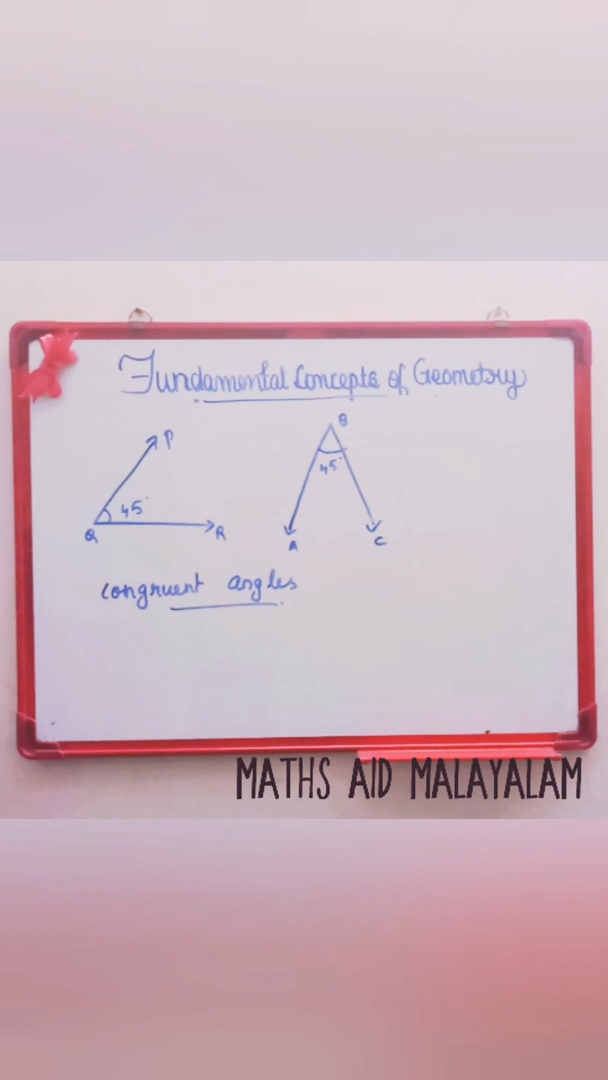 Fundamental Concepts of Geometry
P
45°
Q
R
B
45°
A
C
congruent angles
MATHS AID MALAYALAM